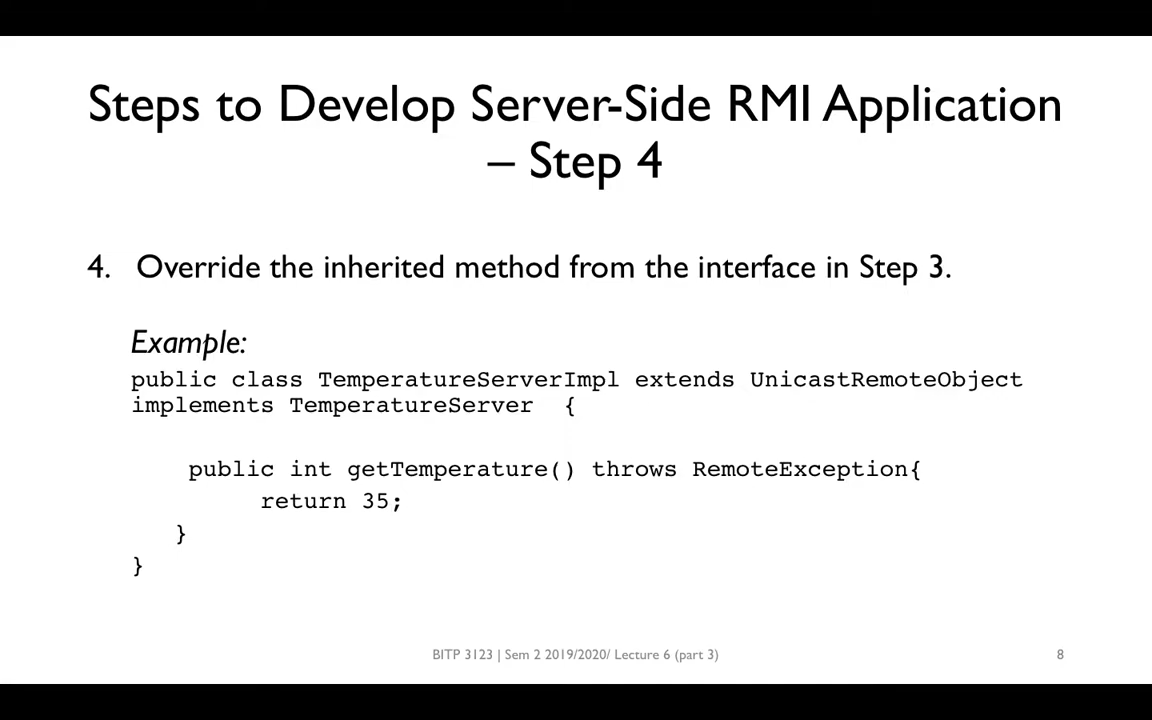 Steps to Develop Server-Side RMI Application
– Step 4
4. Override the inherited method from the interface in Step 3.
Example:
public class TemperatureServerImpl extends UnicastRemoteObject
implements TemperatureServer {
public int getTemperature() throws RemoteException{
return 35;
}
}
BITP 3123 | Sem 2 2019/2020/ Lecture 6 (part 3)
8